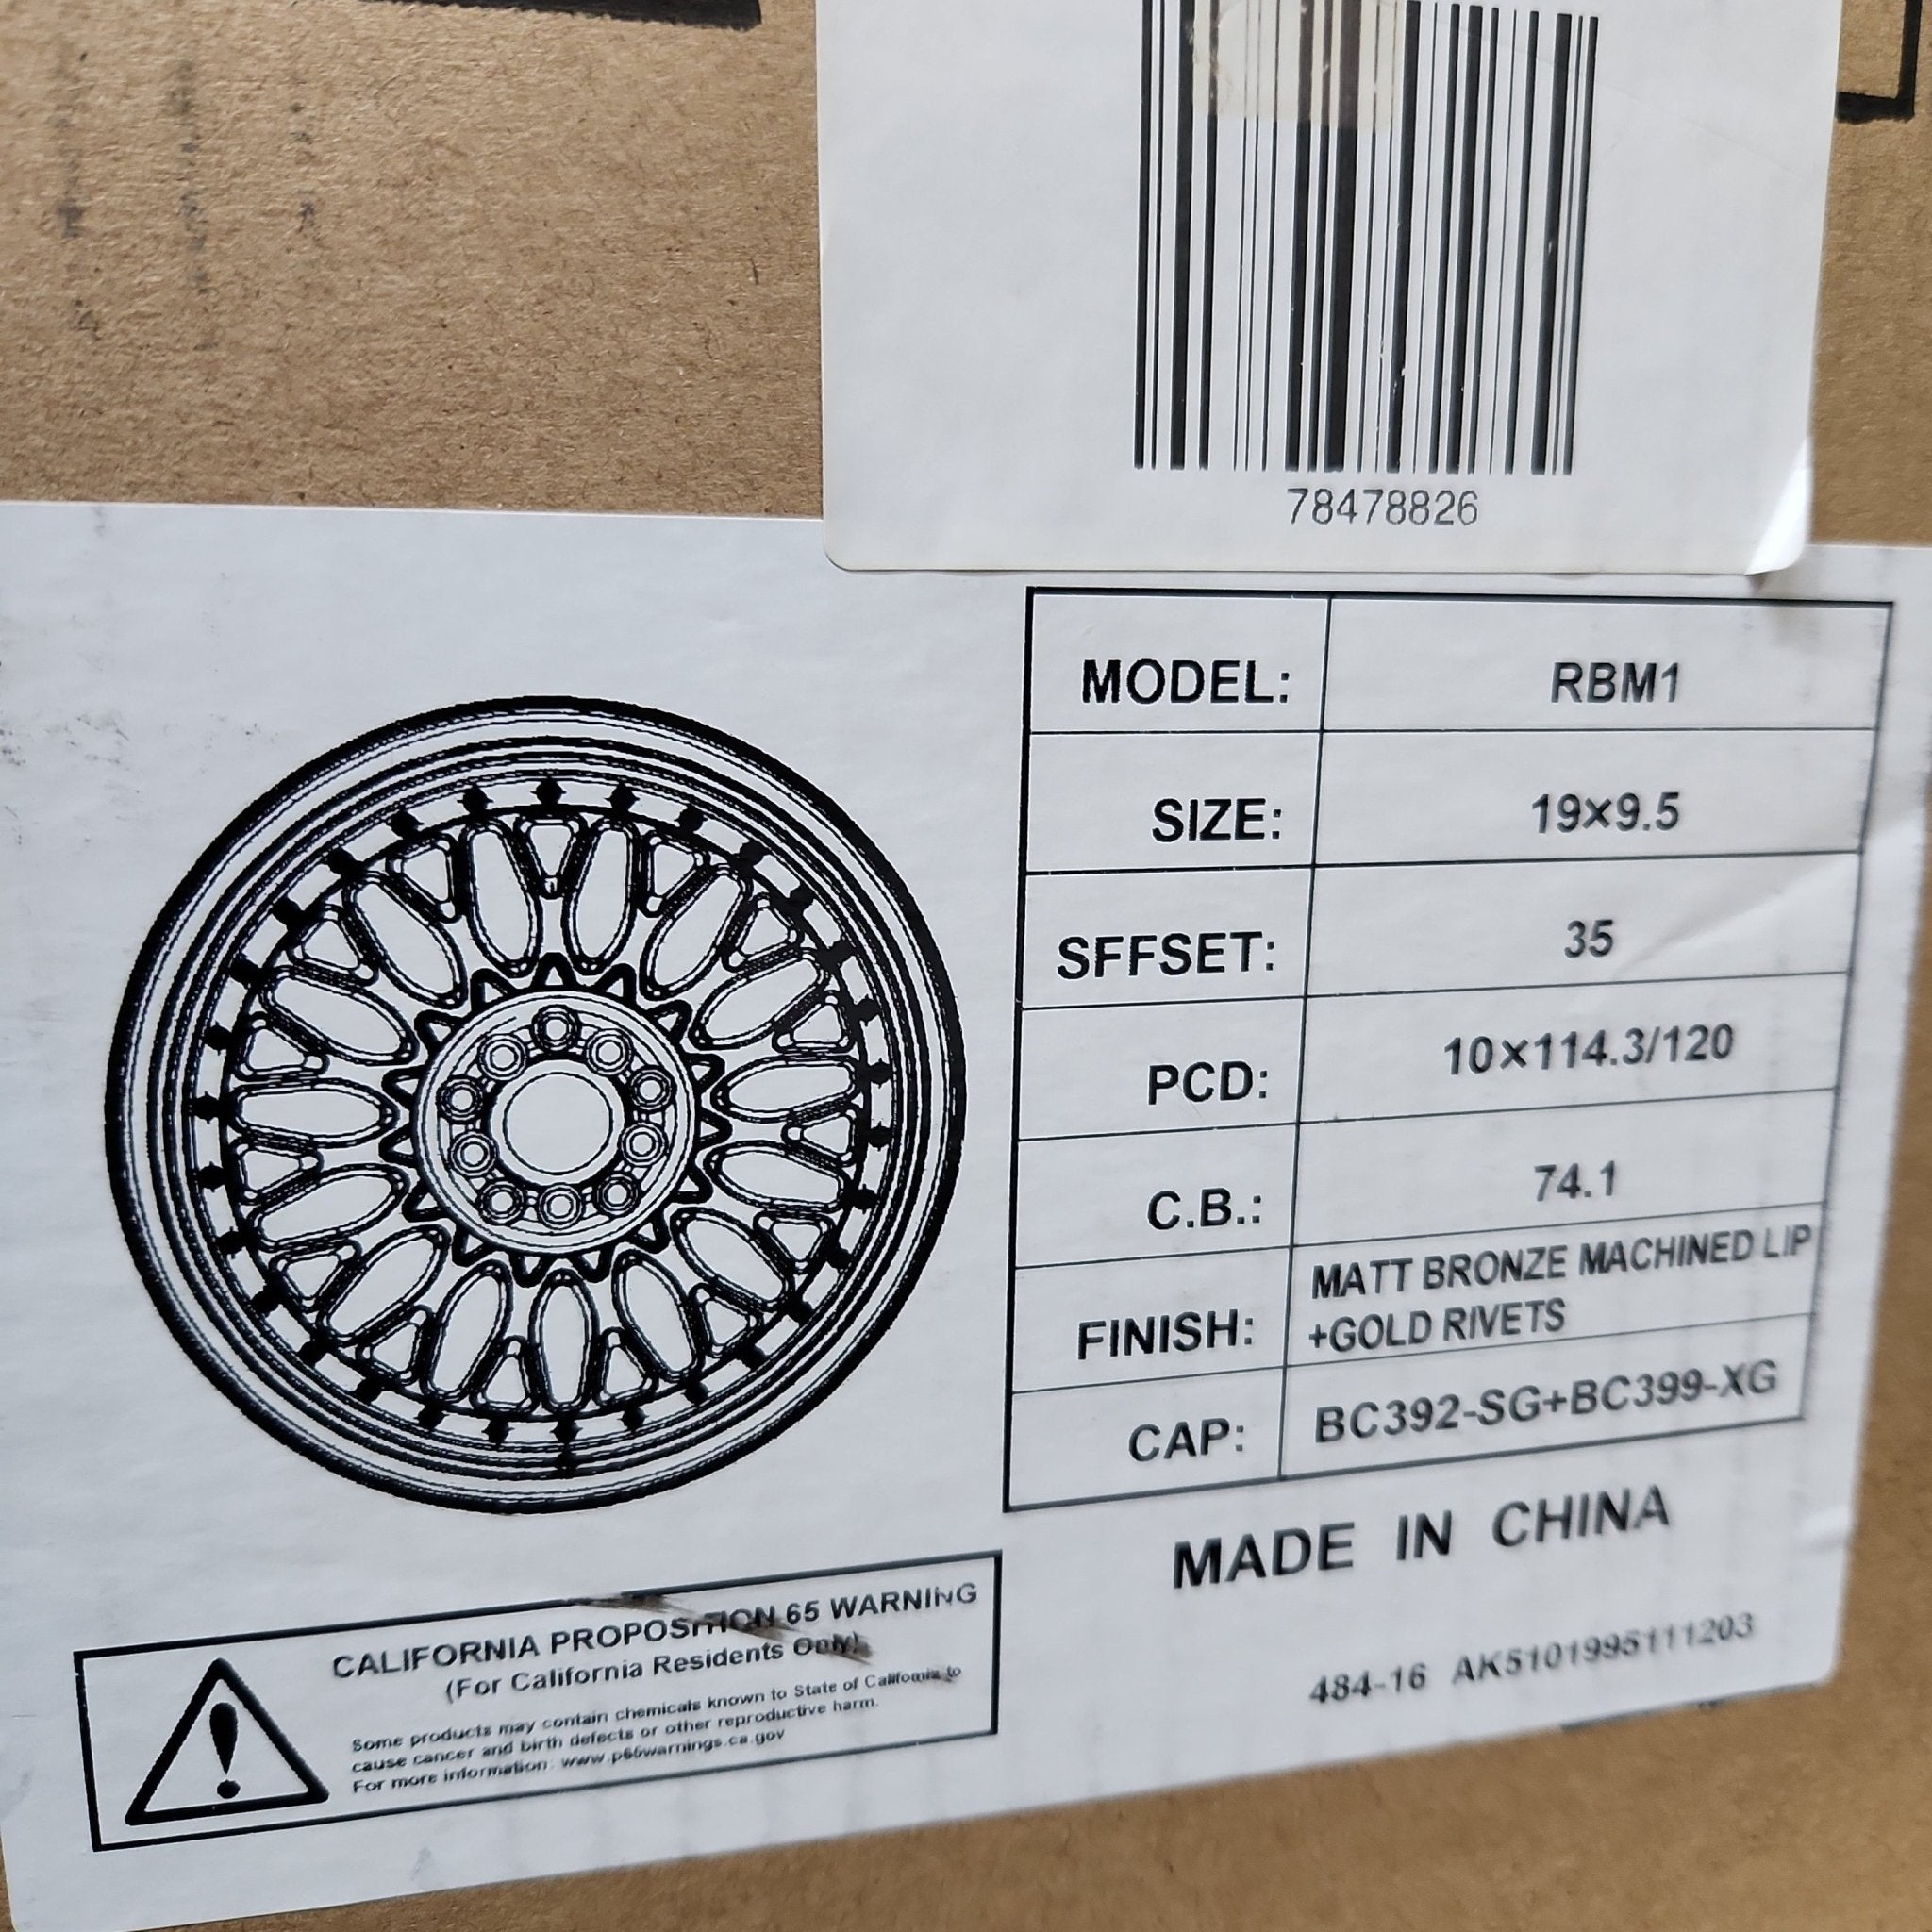 78478826
MODEL: RBM1
SIZE: 19×9.5
SFFSET: 35
PCD: 10×114.3/120
C.B.: 74.1
FINISH: MATT BRONZE MACHINED LIP
+GOLD RIVETS
CAP: BC392-SG+BC399-XG
MADE IN CHINA
484-16 AK5101995111203
CALIFORNIA PROPOSITION 65 WARNING
(For California Residents Only)
Some products may contain chemicals known to State of California to
cause cancer and birth defects or other reproductive harm.
For more information: www.p65warnings.ca.gov